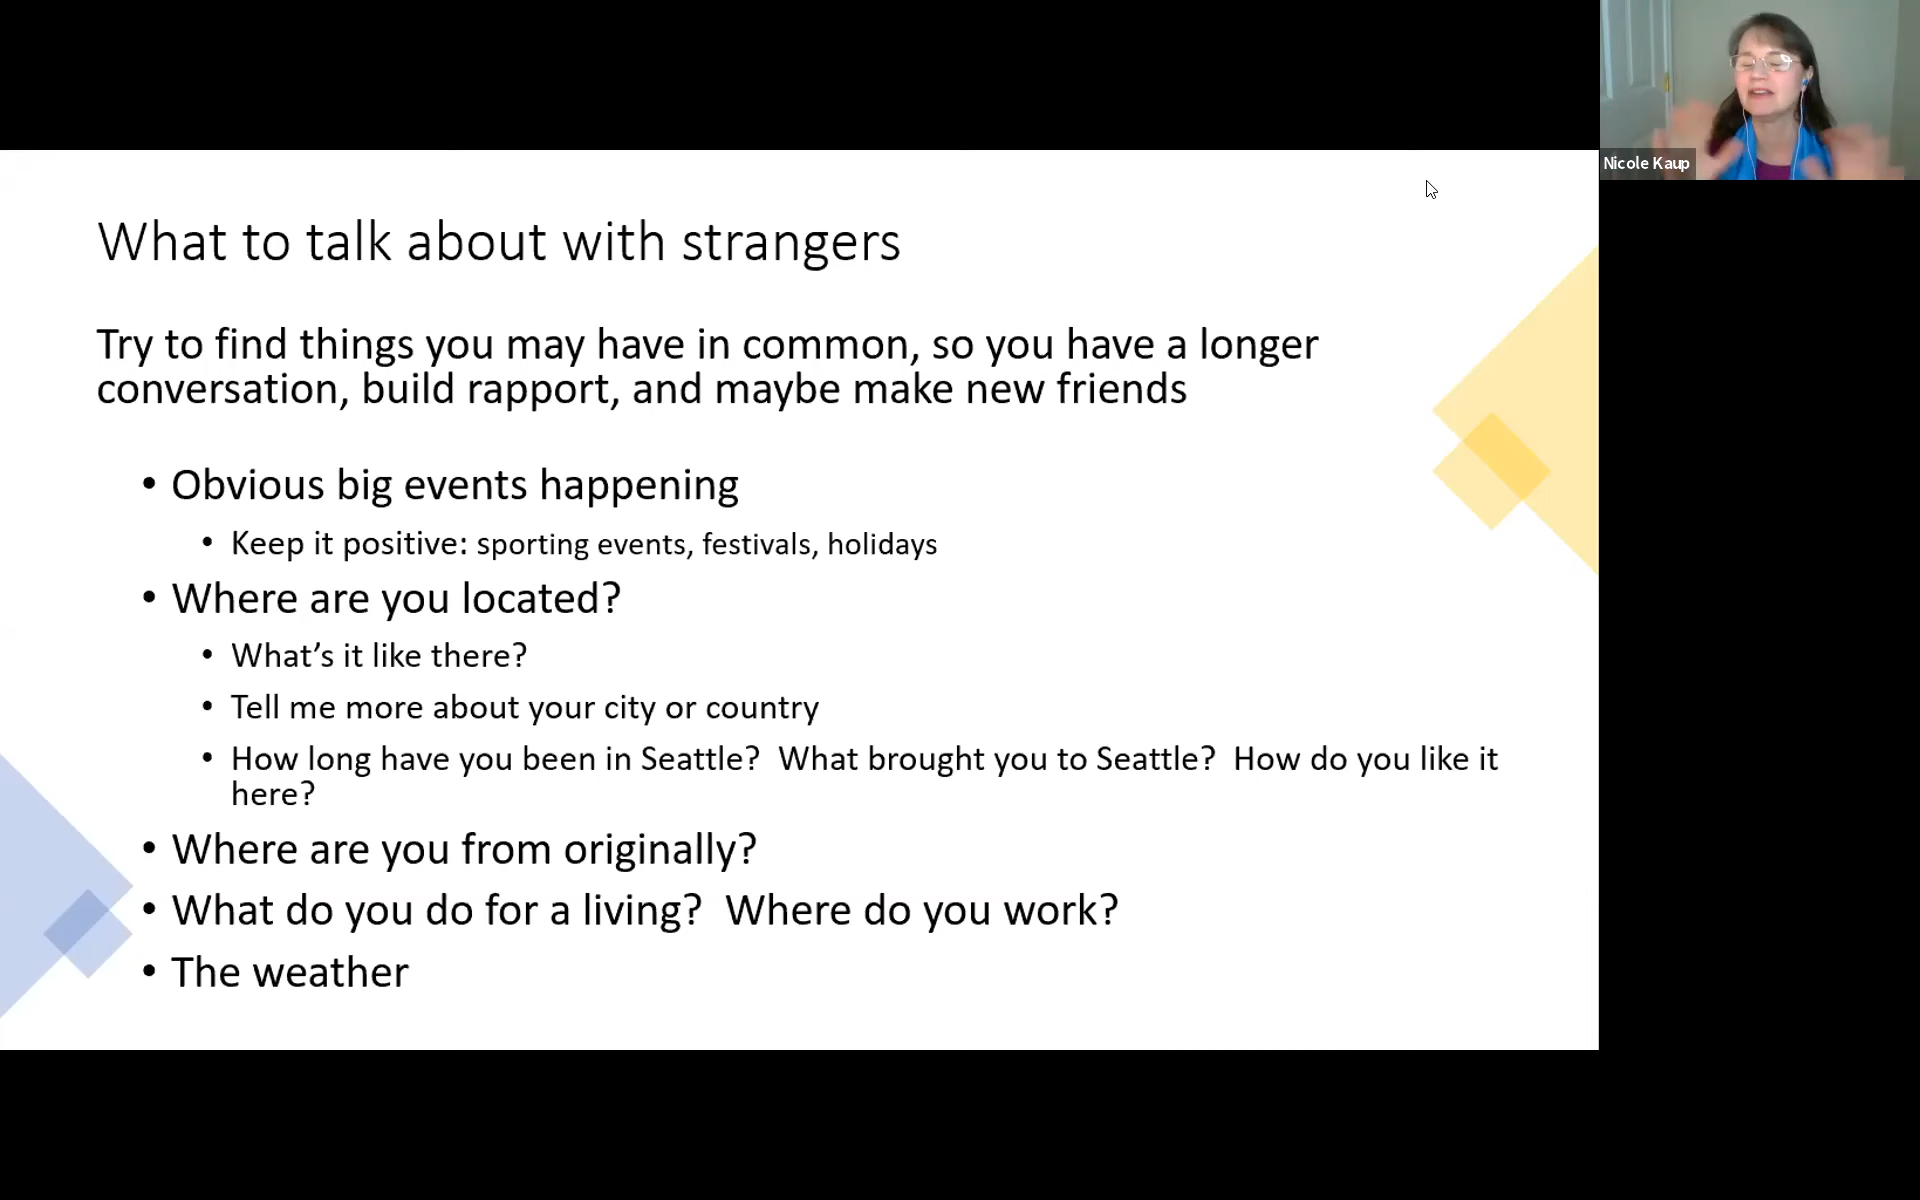 Nicole Kaup
What to talk about with strangers
Try to find things you may have in common, so you have a longer
conversation, build rapport, and maybe make new friends
• Obvious big events happening
• Keep it positive: sporting events, festivals, holidays
• Where are you located?
• What’s it like there?
• Tell me more about your city or country
• How long have you been in Seattle?  What brought you to Seattle?  How do you like it
here?
• Where are you from originally?
• What do you do for a living?  Where do you work?
• The weather